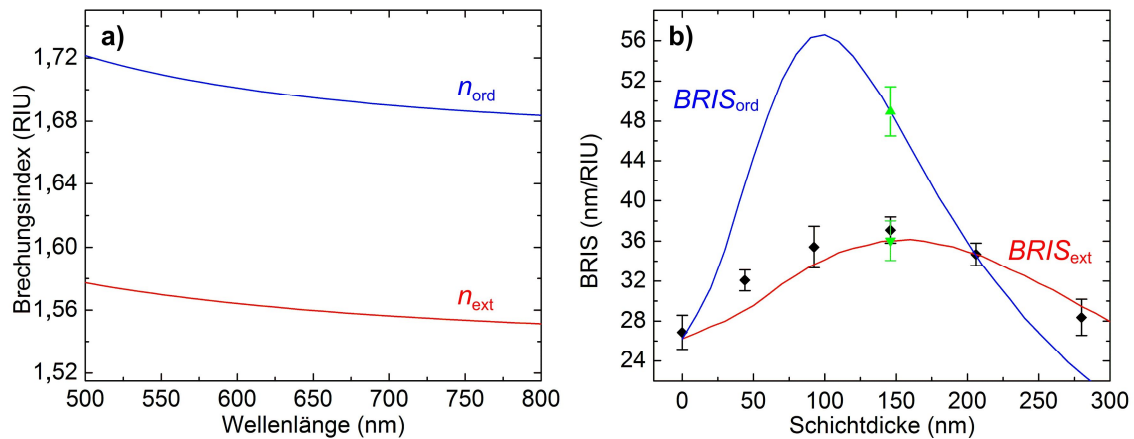 a)
1,72
1,68
1,64
1,60
1,56
1,52
Brechungsindex (RIU)
n_ord
n_ext
500 550 600 650 700 750 800
Wellenlänge (nm)
b)
56
52
48
44
40
36
32
28
24
BRIS (nm/RIU)
BRIS_ord
BRIS_ext
0 50 100 150 200 250 300
Schichtdicke (nm)